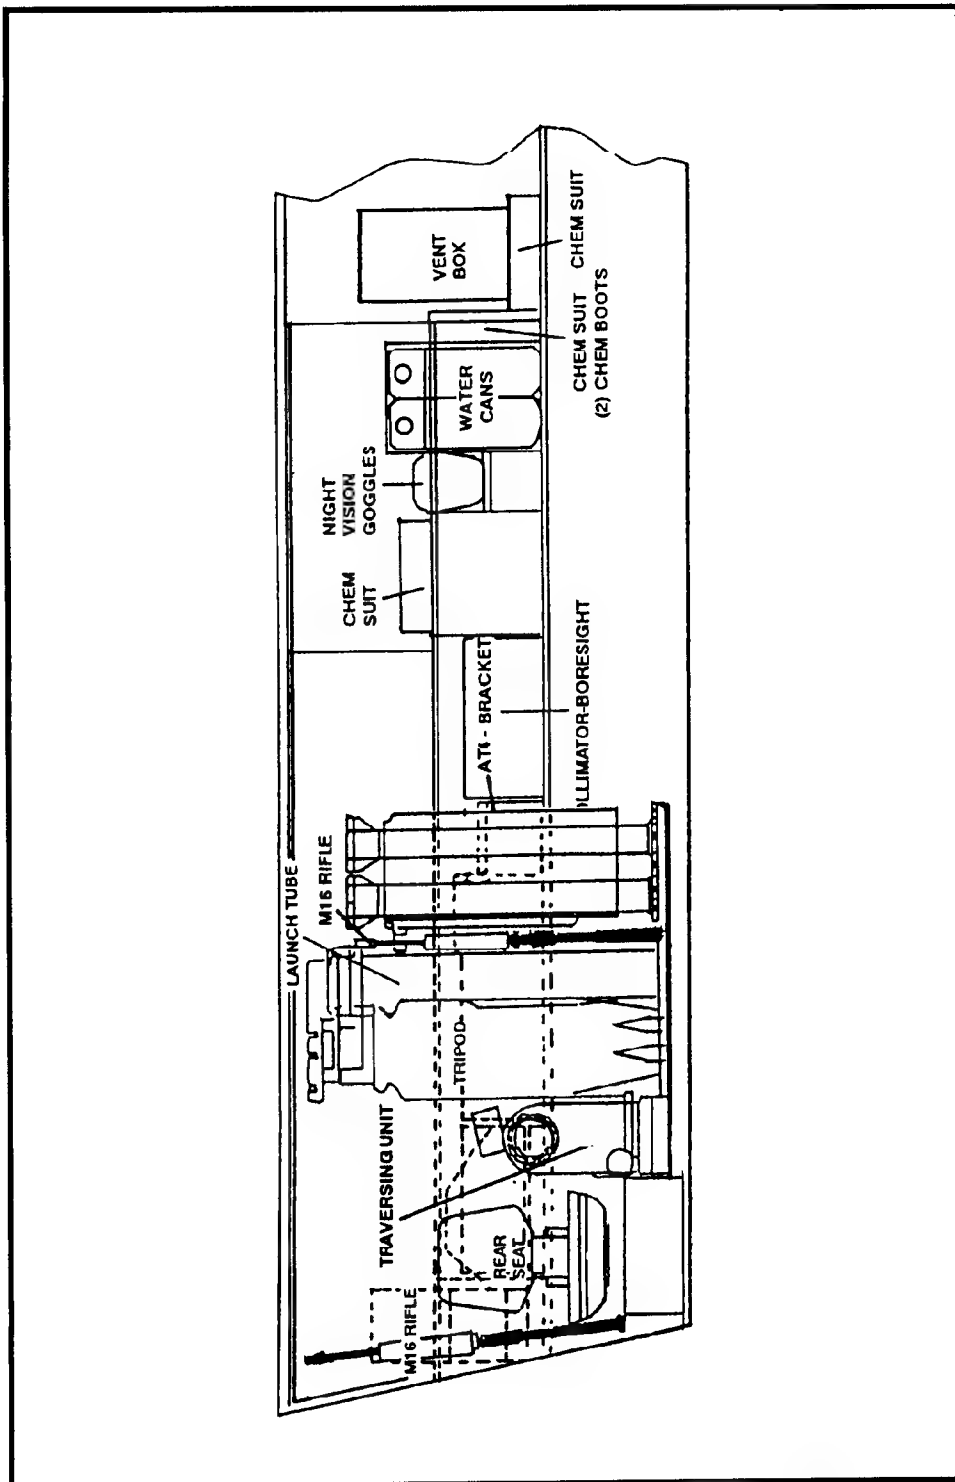 LAUNCH TUBE
M16 RIFLE
NIGHT
VISION
GOGGLES
CHEM
SUIT
TRAVERSING UNIT
M16 RIFLE
VENT
BOX
WATER
CANS
TRIPOD
BRACKET
REAR
SEAT
LLIMATOR-BORESIGHT
CHEM SUIT
CHEM SUIT
(2) CHEM BOOTS